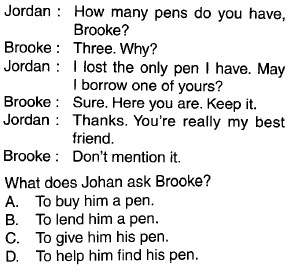 Jordan : How many pens do you have,
Brooke?
Brooke : Three. Why?
Jordan : I lost the only pen I have. May
I borrow one of yours?
Brooke : Sure. Here you are. Keep it.
Jordan : Thanks. You're really my best
friend.
Brooke : Don't mention it.
What does Johan ask Brooke?
A. To buy him a pen.
B. To lend him a pen.
C. To give him his pen.
D. To help him find his pen.